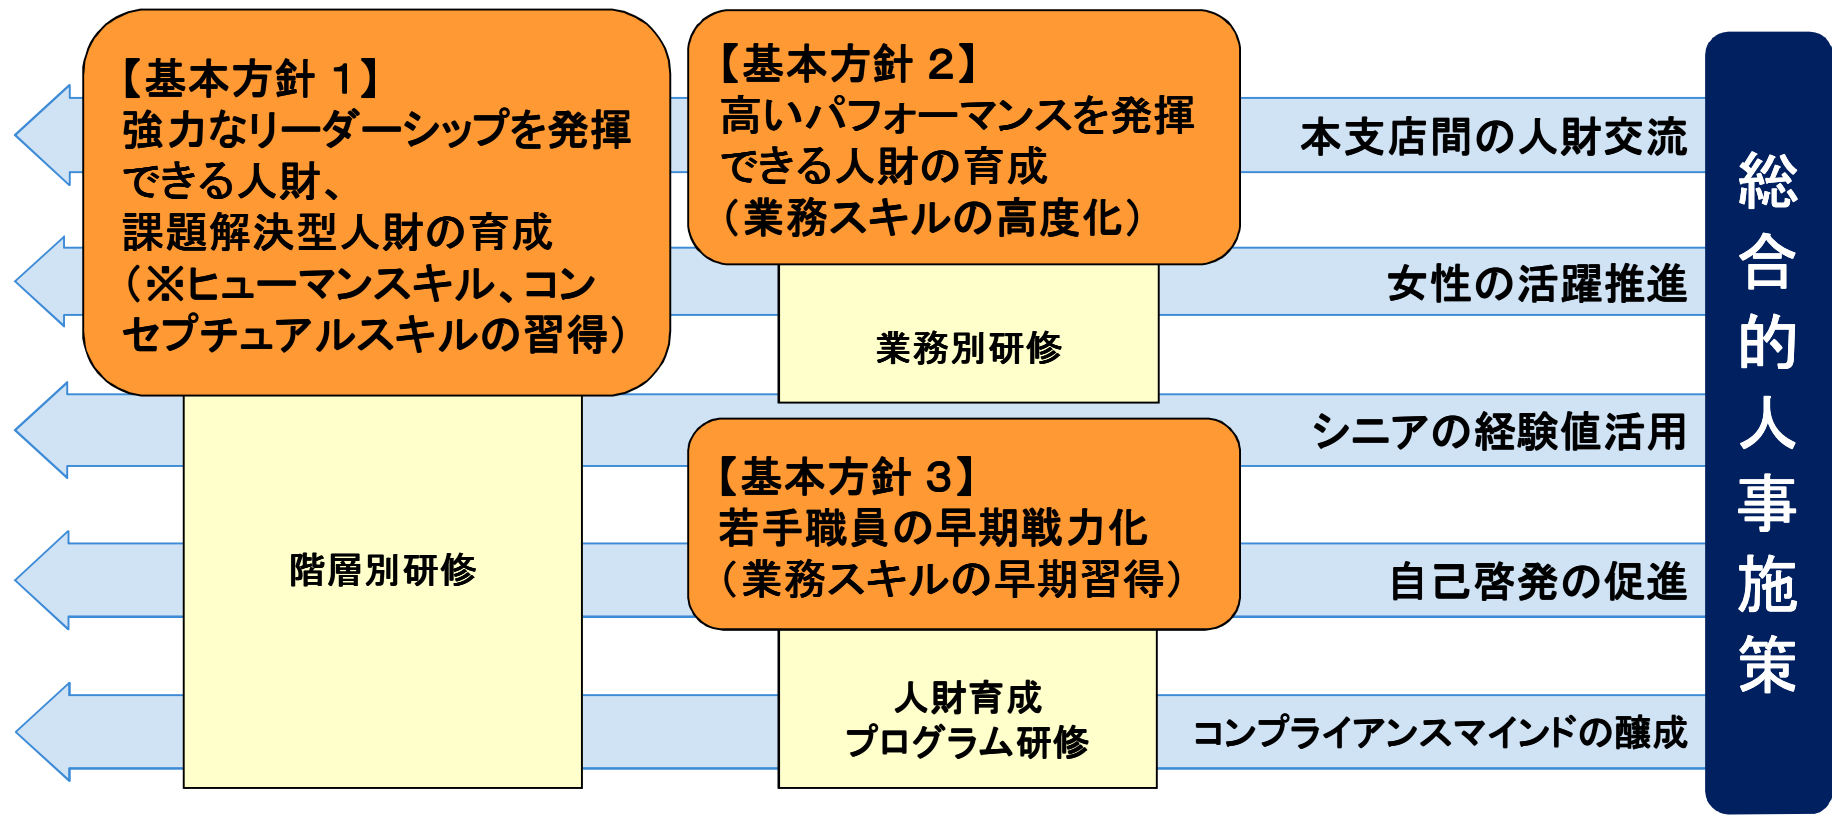 【基本方針１】
強力なリーダーシップを発揮
できる人財、
課題解決型人財の育成
（※ヒューマンスキル、コン
セプチュアルスキルの習得）
階層別研修
【基本方針２】
高いパフォーマンスを発揮
できる人財の育成
（業務スキルの高度化）
業務別研修
【基本方針３】
若手職員の早期戦力化
（業務スキルの早期習得）
人財育成
プログラム研修
本支店間の人財交流
女性の活躍推進
シニアの経験値活用
自己啓発の促進
コンプライアンスマインドの醸成
総合的人事施策